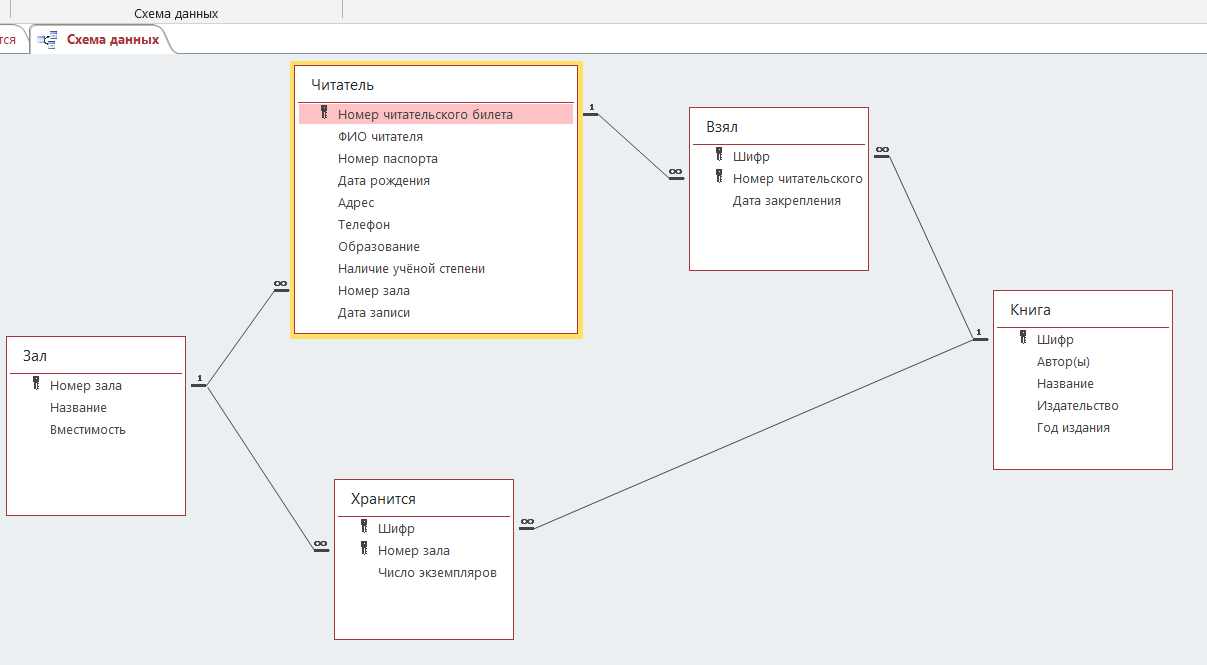 Схема данных
тся
Схема данных
Читатель
Номер читательского билета
ФИО читателя
Номер паспорта
Дата рождения
Адрес
Телефон
Образование
Наличие учёной степени
Номер зала
Дата записи
1
∞
Взял
Шифр
Номер читательского
Дата закрепления
∞
Книга
Шифр
Автор(ы)
Название
Издательство
Год издания
1
∞
Зал
Номер зала
Название
Вместимость
1
Хранится
Шифр
Номер зала
Число экземпляров
∞
∞